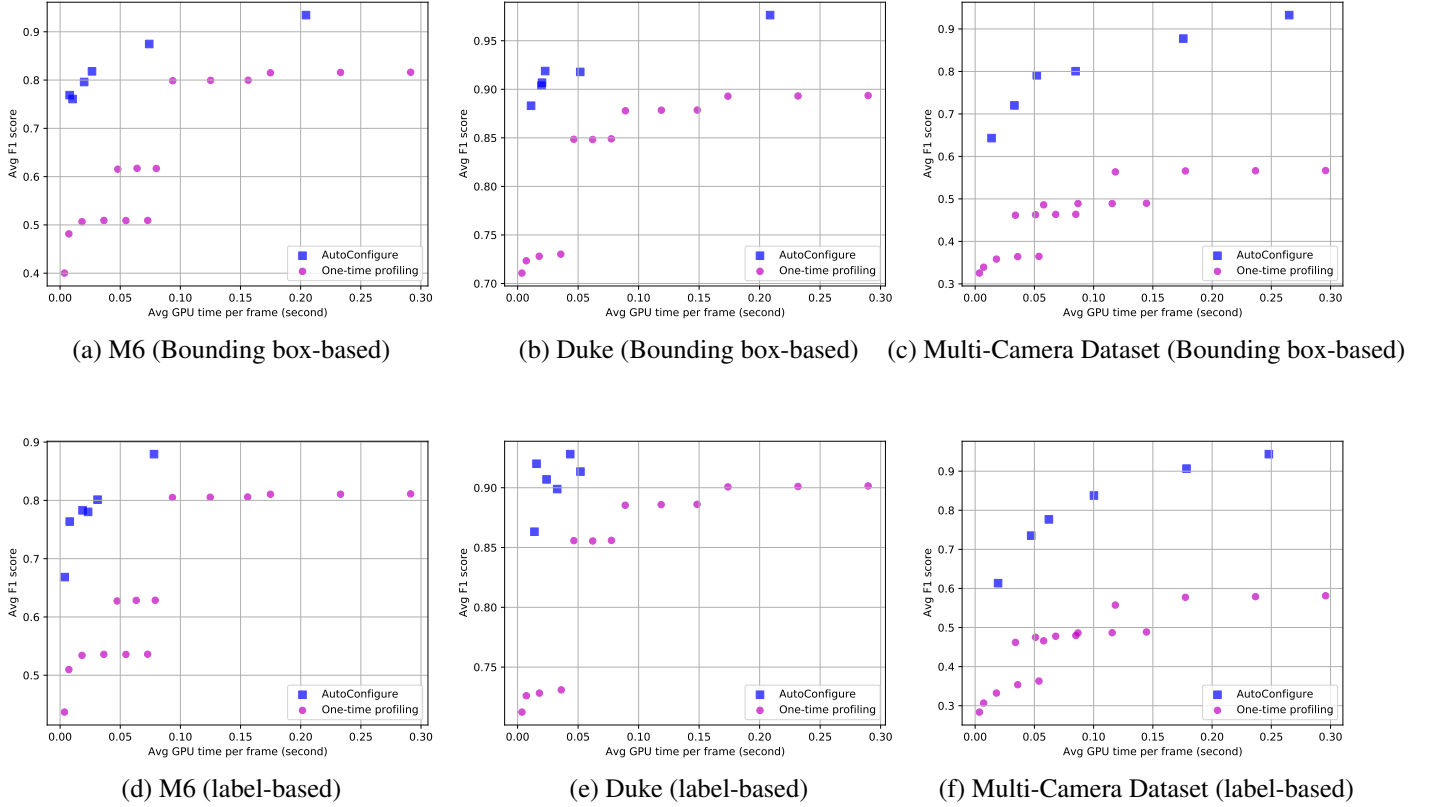 0.9
0.8
0.7
0.6
0.5
0.4
Avg F1 score
0.00 0.05 0.10 0.15 0.20 0.25 0.30
Avg GPU time per frame (second)
AutoConfigure
One-time profiling
(a) M6 (Bounding box-based)
0.95
0.90
0.85
0.80
0.75
0.70
Avg F1 score
0.00 0.05 0.10 0.15 0.20 0.25 0.30
Avg GPU time per frame (second)
AutoConfigure
One-time profiling
(b) Duke (Bounding box-based)
0.9
0.8
0.7
0.6
0.5
0.4
0.3
Avg F1 score
0.00 0.05 0.10 0.15 0.20 0.25 0.30
Avg GPU time per frame (second)
AutoConfigure
One-time profiling
(c) Multi-Camera Dataset (Bounding box-based)
0.9
0.8
0.7
0.6
0.5
Avg F1 score
0.00 0.05 0.10 0.15 0.20 0.25 0.30
Avg GPU time per frame (second)
AutoConfigure
One-time profiling
(d) M6 (label-based)
0.90
0.85
0.80
0.75
Avg F1 score
0.00 0.05 0.10 0.15 0.20 0.25 0.30
Avg GPU time per frame (second)
AutoConfigure
One-time profiling
(e) Duke (label-based)
0.9
0.8
0.7
0.6
0.5
0.4
0.3
Avg F1 score
0.00 0.05 0.10 0.15 0.20 0.25 0.30
Avg GPU time per frame (second)
AutoConfigure
One-time profiling
(f) Multi-Camera Dataset (label-based)